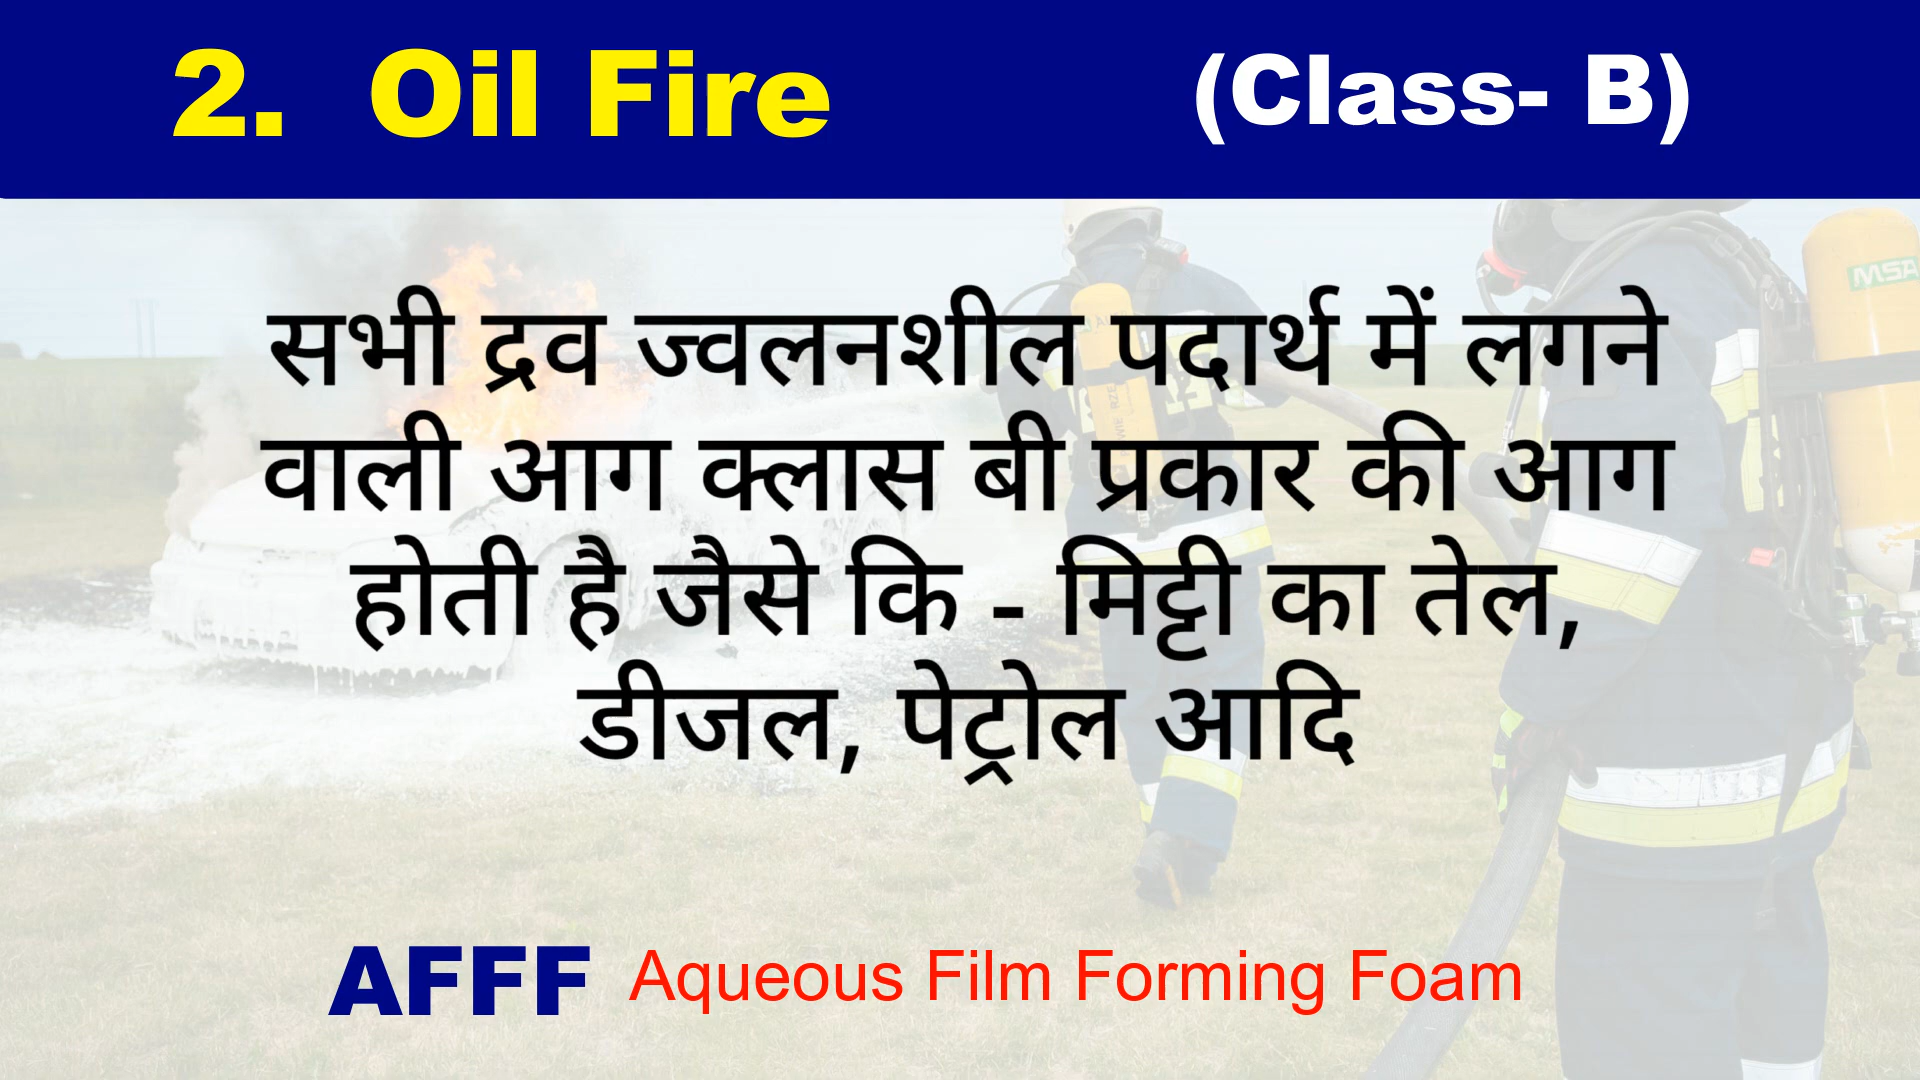 2. Oil Fire (Class- B)
सभी द्रव ज्वलनशील पदार्थ में लगने
वाली आग क्लास बी प्रकार की आग
होती है जैसे कि - मिट्टी का तेल,
डीजल, पेट्रोल आदि
AFFF Aqueous Film Forming Foam
MSA